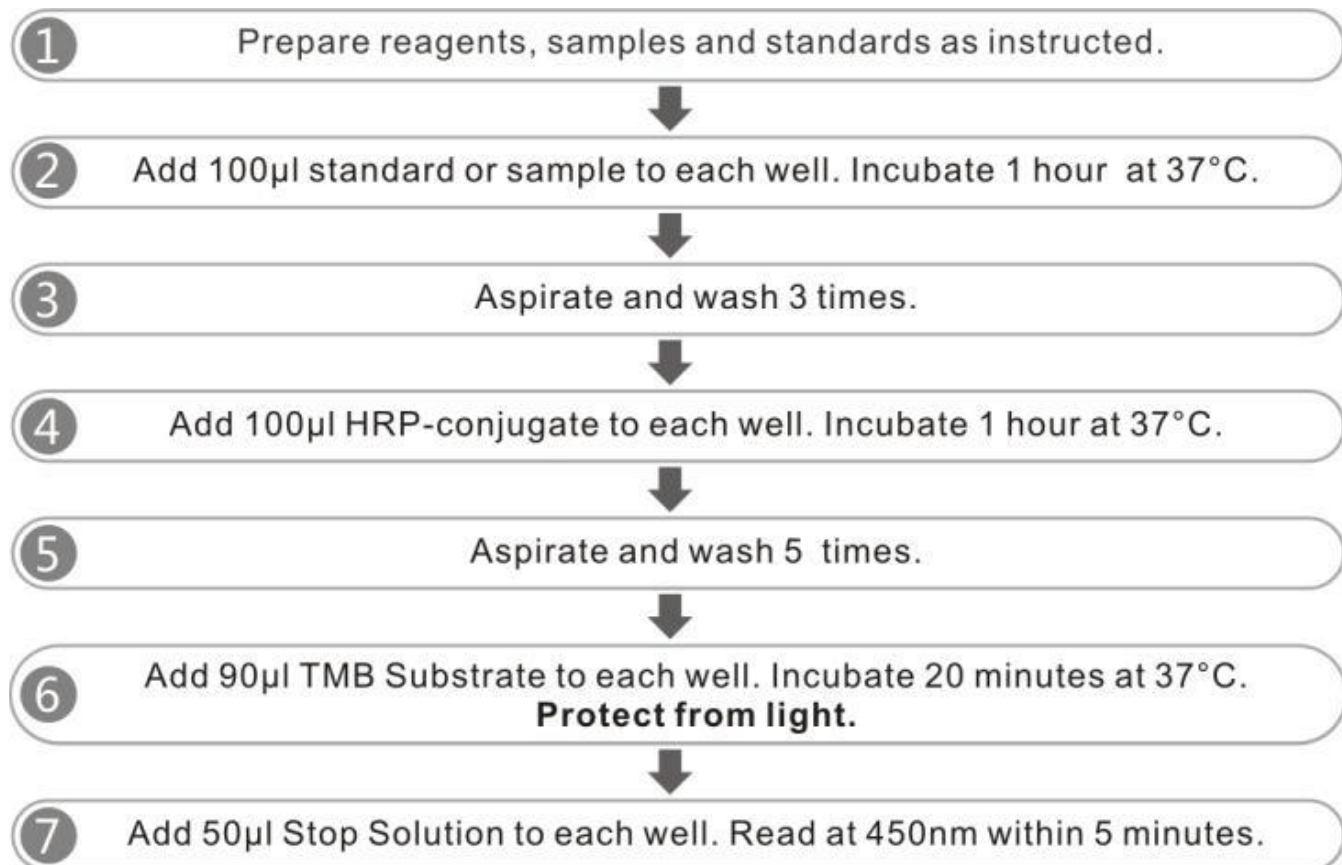 1 Prepare reagents, samples and standards as instructed.
2 Add 100µl standard or sample to each well. Incubate 1 hour at 37°C.
3 Aspirate and wash 3 times.
4 Add 100µl HRP-conjugate to each well. Incubate 1 hour at 37°C.
5 Aspirate and wash 5 times.
6 Add 90µl TMB Substrate to each well. Incubate 20 minutes at 37°C.
Protect from light.
7 Add 50µl Stop Solution to each well. Read at 450nm within 5 minutes.